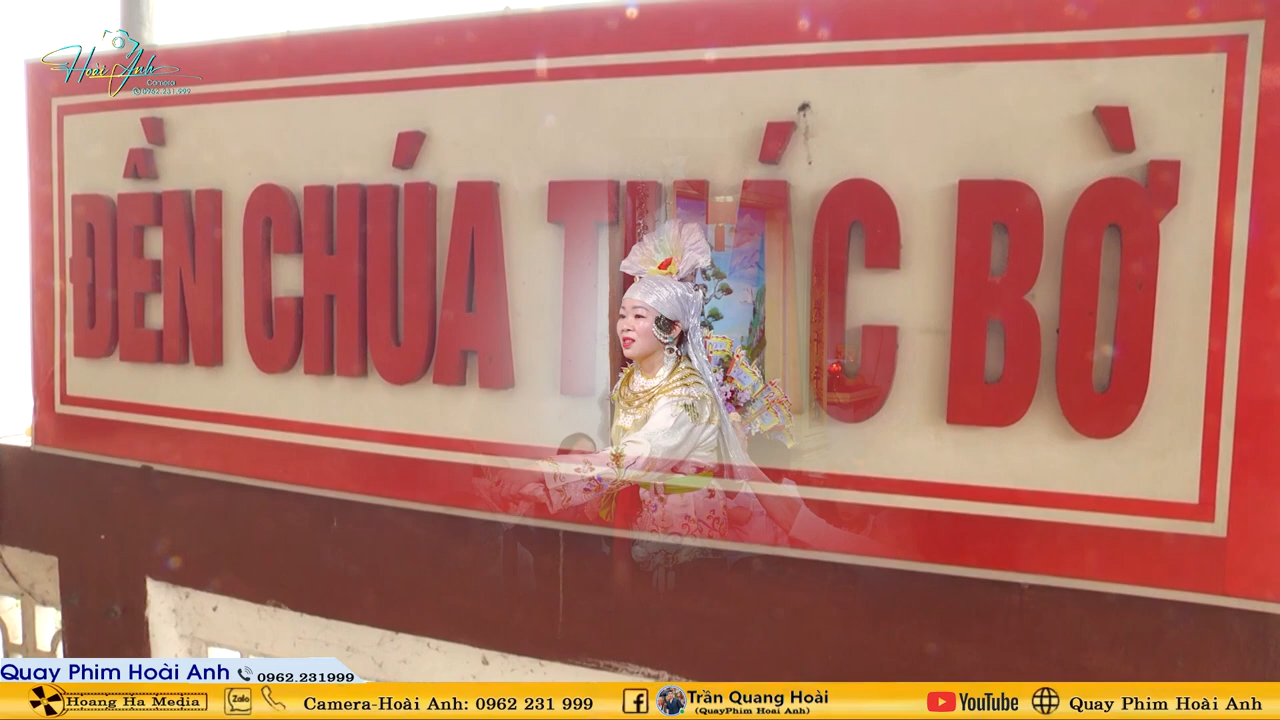 Hoài Anh
Camera
0962.231.999
ĐỀN CHÚA THÁC BỜ
Quay Phim Hoài Anh 0962.231999
Hoang Ha Media Zalo Camera-Hoài Anh: 0962 231 999 Trần Quang Hoài YouTube Quay Phim Hoài Anh
(QuayPhim Hoai Anh)